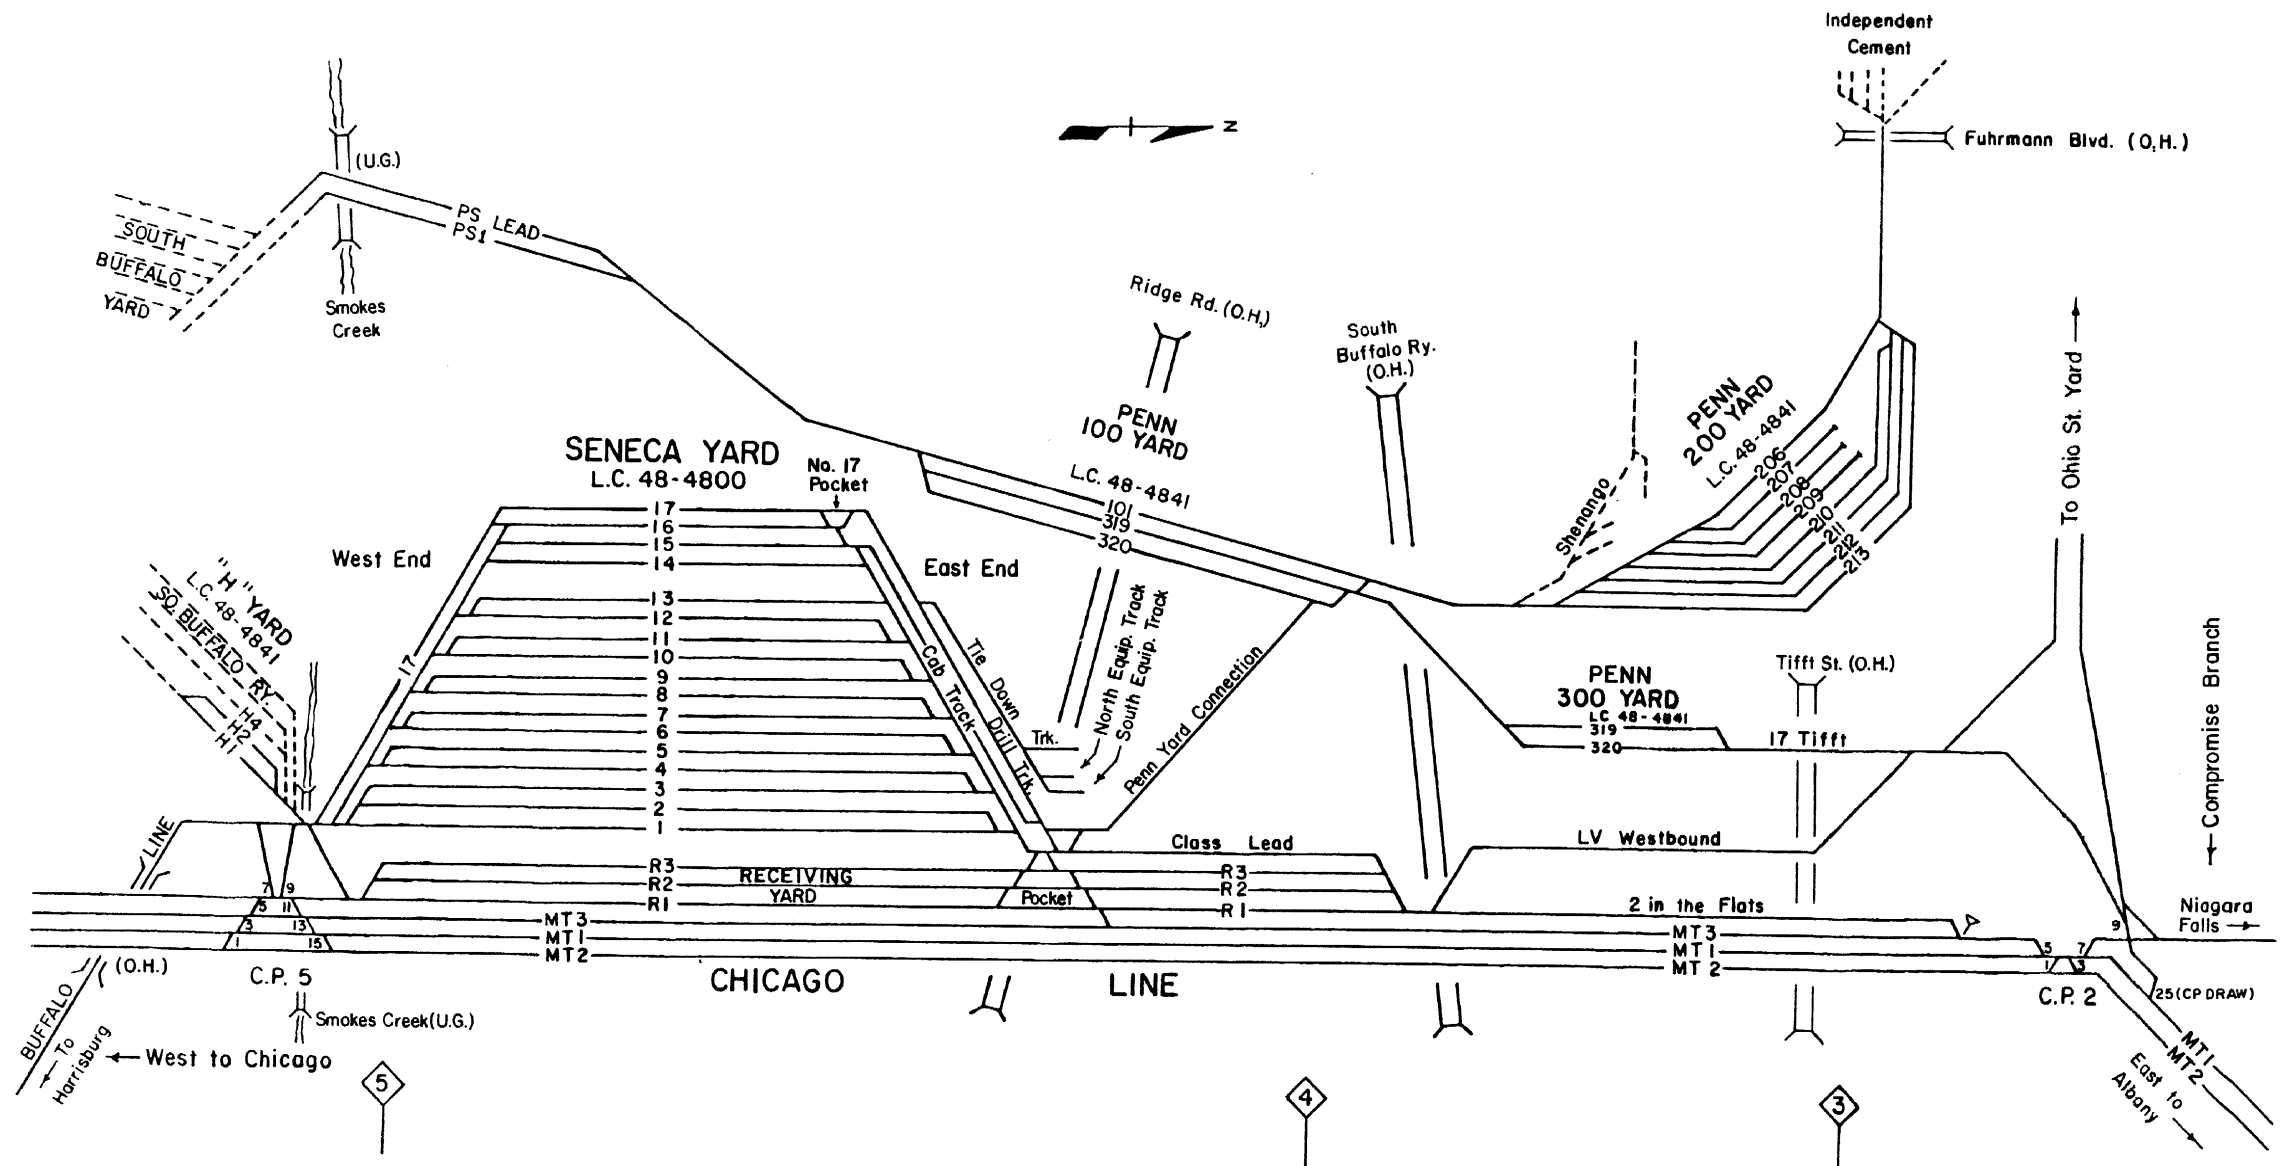 Independent
Cement
Fuhrmann Blvd. (O.H.)
N
(U.G.)
PS LEAD
PS1
SOUTH
BUFFALO
YARD
Smokes
Creek
Ridge Rd. (O.H.)
South
Buffalo Ry.
(O.H.)
PENN
100 YARD
L.C. 48-4841
101
319
320
PENN
200 YARD
L.C. 48-4841
206
207
208
209
210
211
212
213
Shenango
To Ohio St. Yard
SENECA YARD
L.C. 48-4800
No. 17
Pocket
West End
East End
17
16
15
14
13
12
11
10
9
8
7
6
5
4
3
2
1
17
Cab Track
Tie Down
Drill Trk.
Trk.
North Equip. Track
South Equip. Track
Penn Yard Connection
"H" YARD
L.C. 48-4841
SO. BUFFALO RY.
H4
H2
H1
PENN
300 YARD
LC 48-4841
319
320
17 Tifft
Tifft St. (O.H.)
Compromise Branch
LINE
Class Lead
LV Westbound
R3
R2
R1
RECEIVING
YARD
Pocket
R3
R2
R1
2 in the Flats
MT3
MT1
MT2
MT3
MT1
MT2
7
9
5
11
3
13
1
15
C.P. 5
(O.H.)
BUFFALO
To
Harrisburg
West to Chicago
Smokes Creek(U.G.)
CHICAGO LINE
9
5
7
1
3
C.P. 2
25(CP DRAW)
Niagara
Falls
MT1
MT2
East to
Albany
5
4
3